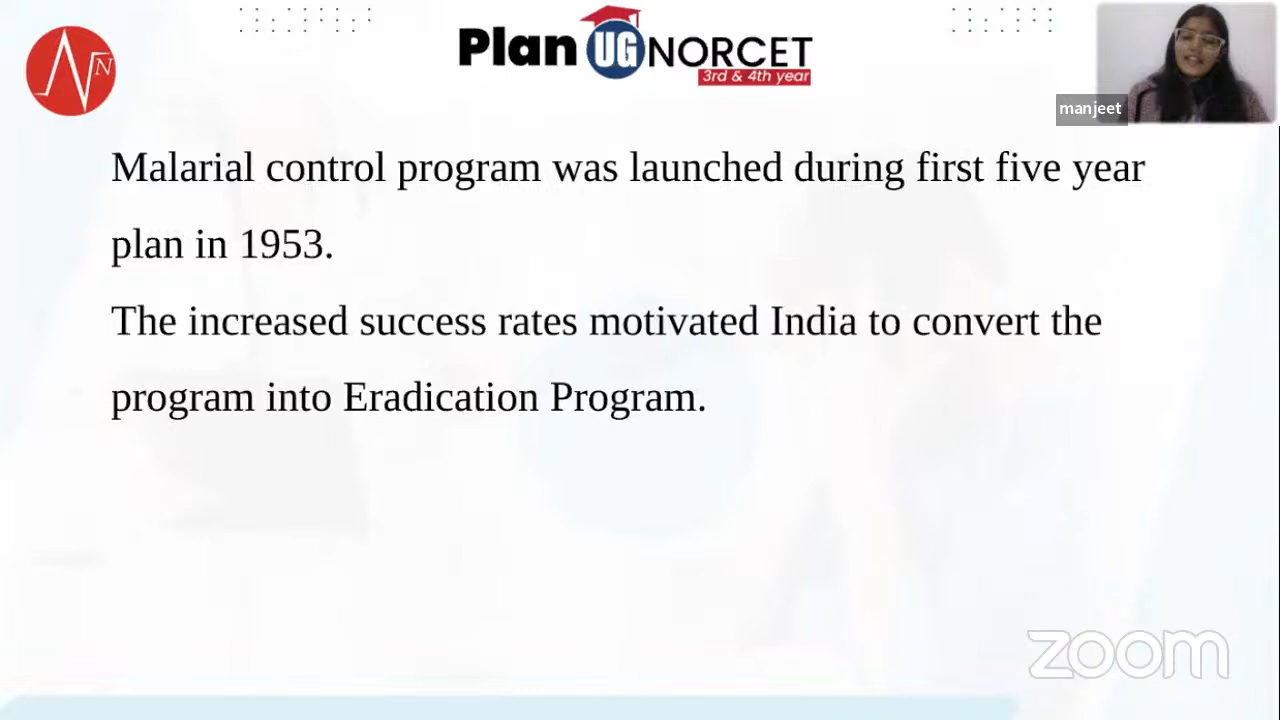 Plan UG NORCET
3rd & 4th year
N
manjeet
Malarial control program was launched during first five year
plan in 1953.
The increased success rates motivated India to convert the
program into Eradication Program.
zoom